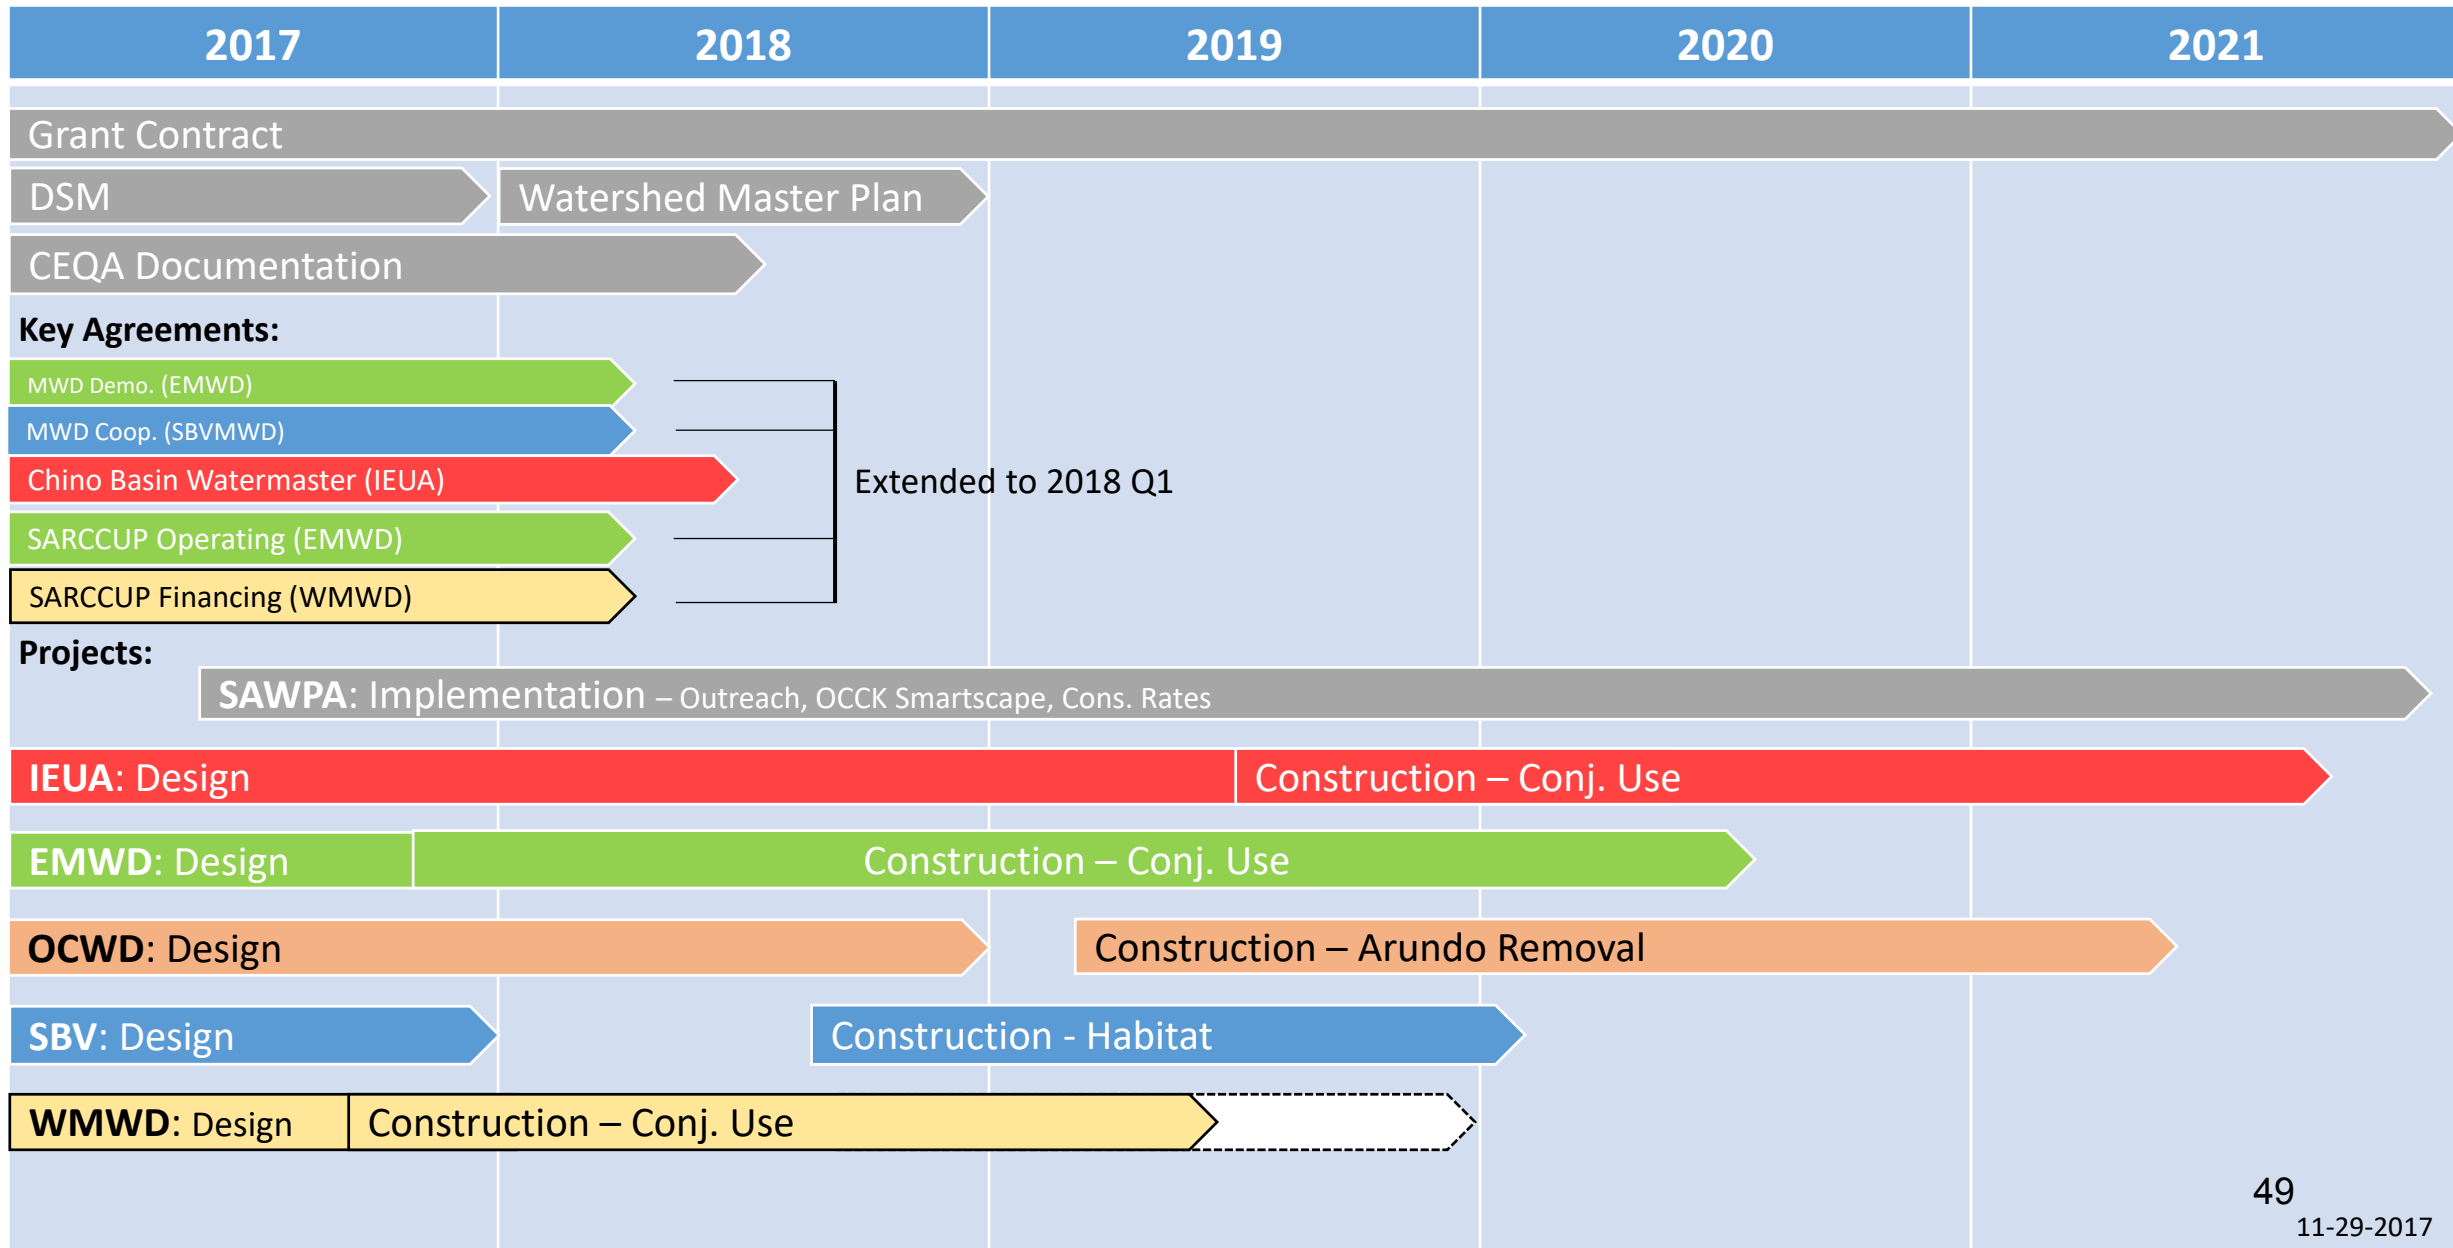 2017 2018 2019 2020 2021
Grant Contract
DSM Watershed Master Plan
CEQA Documentation
Key Agreements:
MWD Demo. (EMWD)
MWD Coop. (SBVMWD)
Chino Basin Watermaster (IEUA)
Extended to 2018 Q1
SARCCUP Operating (EMWD)
SARCCUP Financing (WMWD)
Projects:
SAWPA: Implementation – Outreach, OCCK Smartscape, Cons. Rates
IEUA: Design Construction – Conj. Use
EMWD: Design Construction – Conj. Use
OCWD: Design Construction – Arundo Removal
SBV: Design Construction - Habitat
WMWD: Design Construction – Conj. Use
49
11-29-2017